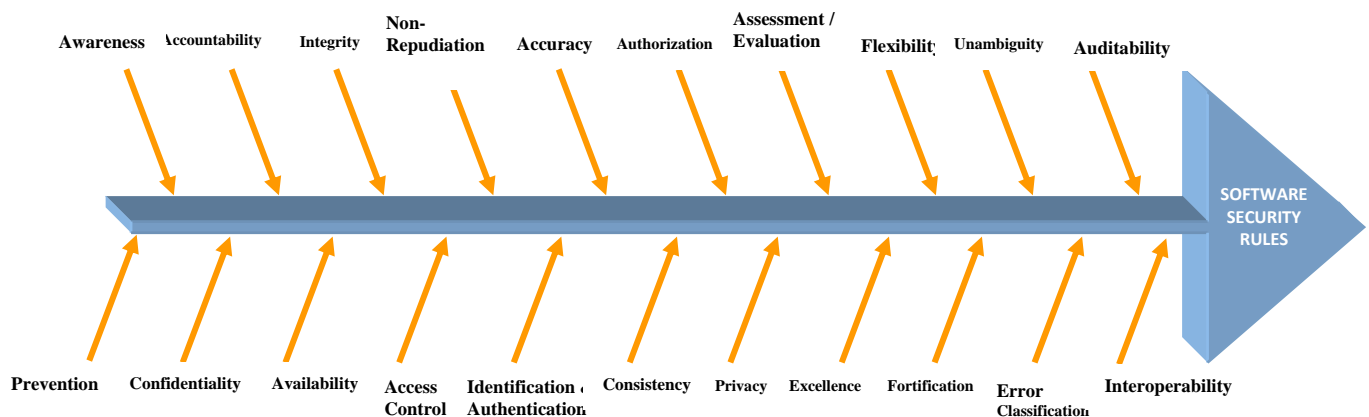 Awareness
Accountability
Integrity
Non-
Repudiation
Accuracy
Authorization
Assessment /
Evaluation
Flexibility
Unambiguity
Auditability
SOFTWARE
SECURITY
RULES
Prevention
Confidentiality
Availability
Access
Control
Identification &
Authentication
Consistency
Privacy
Excellence
Fortification
Error
Classification
Interoperability